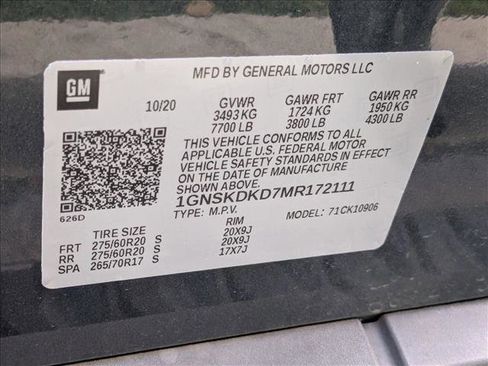 GM
MFD BY GENERAL MOTORS LLC
10/20 GVWR GAWR FRT GAWR RR
3493 KG 1724 KG 1950 KG
7700 LB 3800 LB 4300 LB
THIS VEHICLE CONFORMS TO ALL
APPLICABLE U.S. FEDERAL MOTOR
VEHICLE SAFETY STANDARDS IN EFFECT
ON THE DATE OF MANUFACTURE
SHOWN ABOVE.
1GNSKDKD7MR172111
626D
TYPE: M.P.V. MODEL: 71CK10906
TIRE SIZE RIM
FRT 275/60R20 S 20X9J
RR 275/60R20 S 20X9J
SPA 265/70R17 S 17X7J